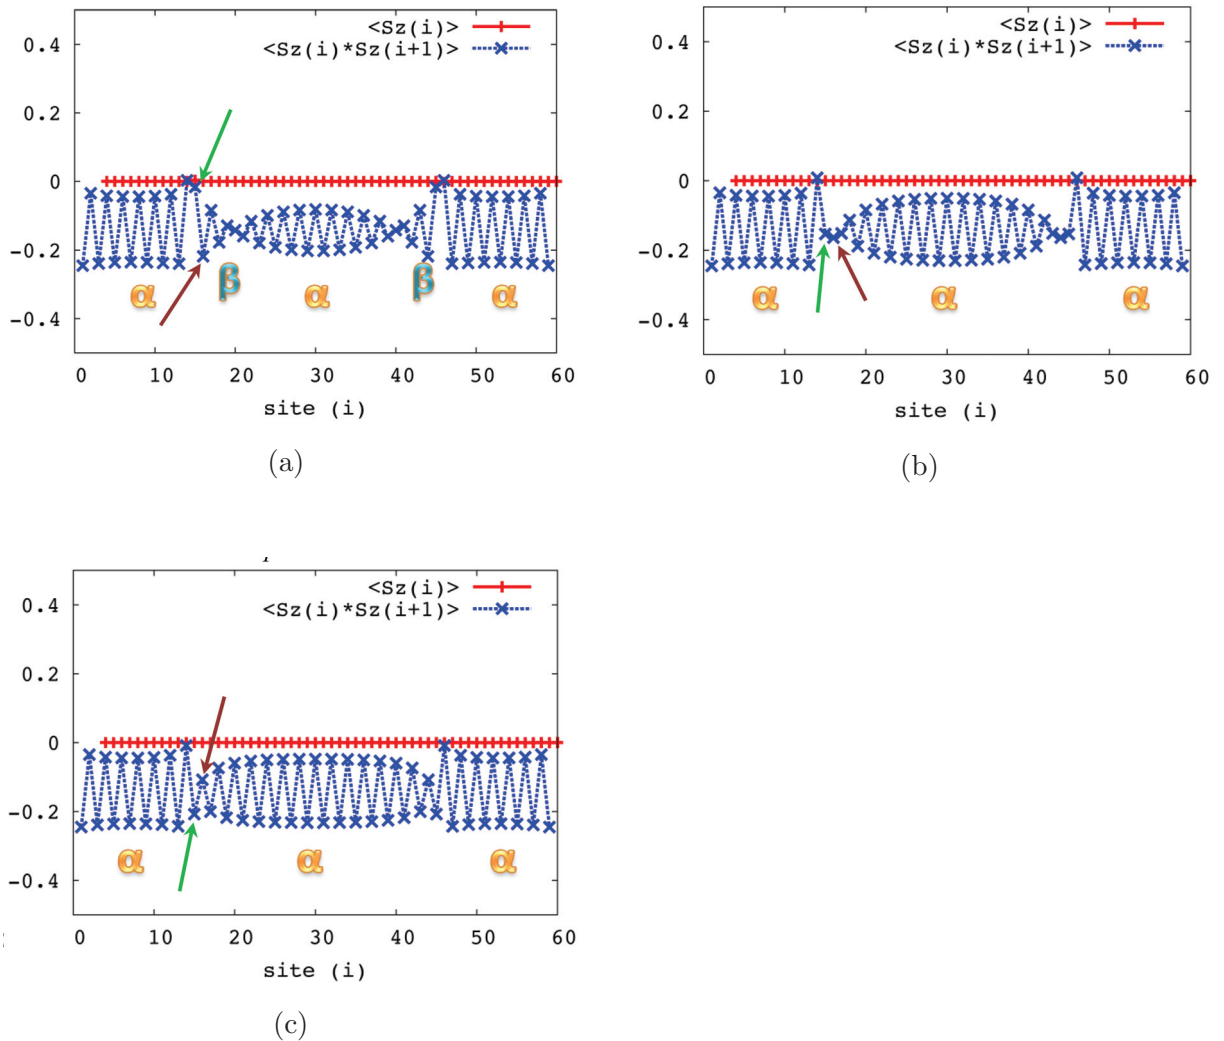 <Sz(i)>
<Sz(i)*Sz(i+1)>
0.4
0.2
0
-0.2
-0.4
α β α β α
0 10 20 30 40 50 60
site (i)
(a)
<Sz(i)>
<Sz(i)*Sz(i+1)>
0.4
0.2
0
-0.2
-0.4
α α α
0 10 20 30 40 50 60
site (i)
(b)
<Sz(i)>
<Sz(i)*Sz(i+1)>
0.4
0.2
0
-0.2
-0.4
α α α
0 10 20 30 40 50 60
site (i)
(c)